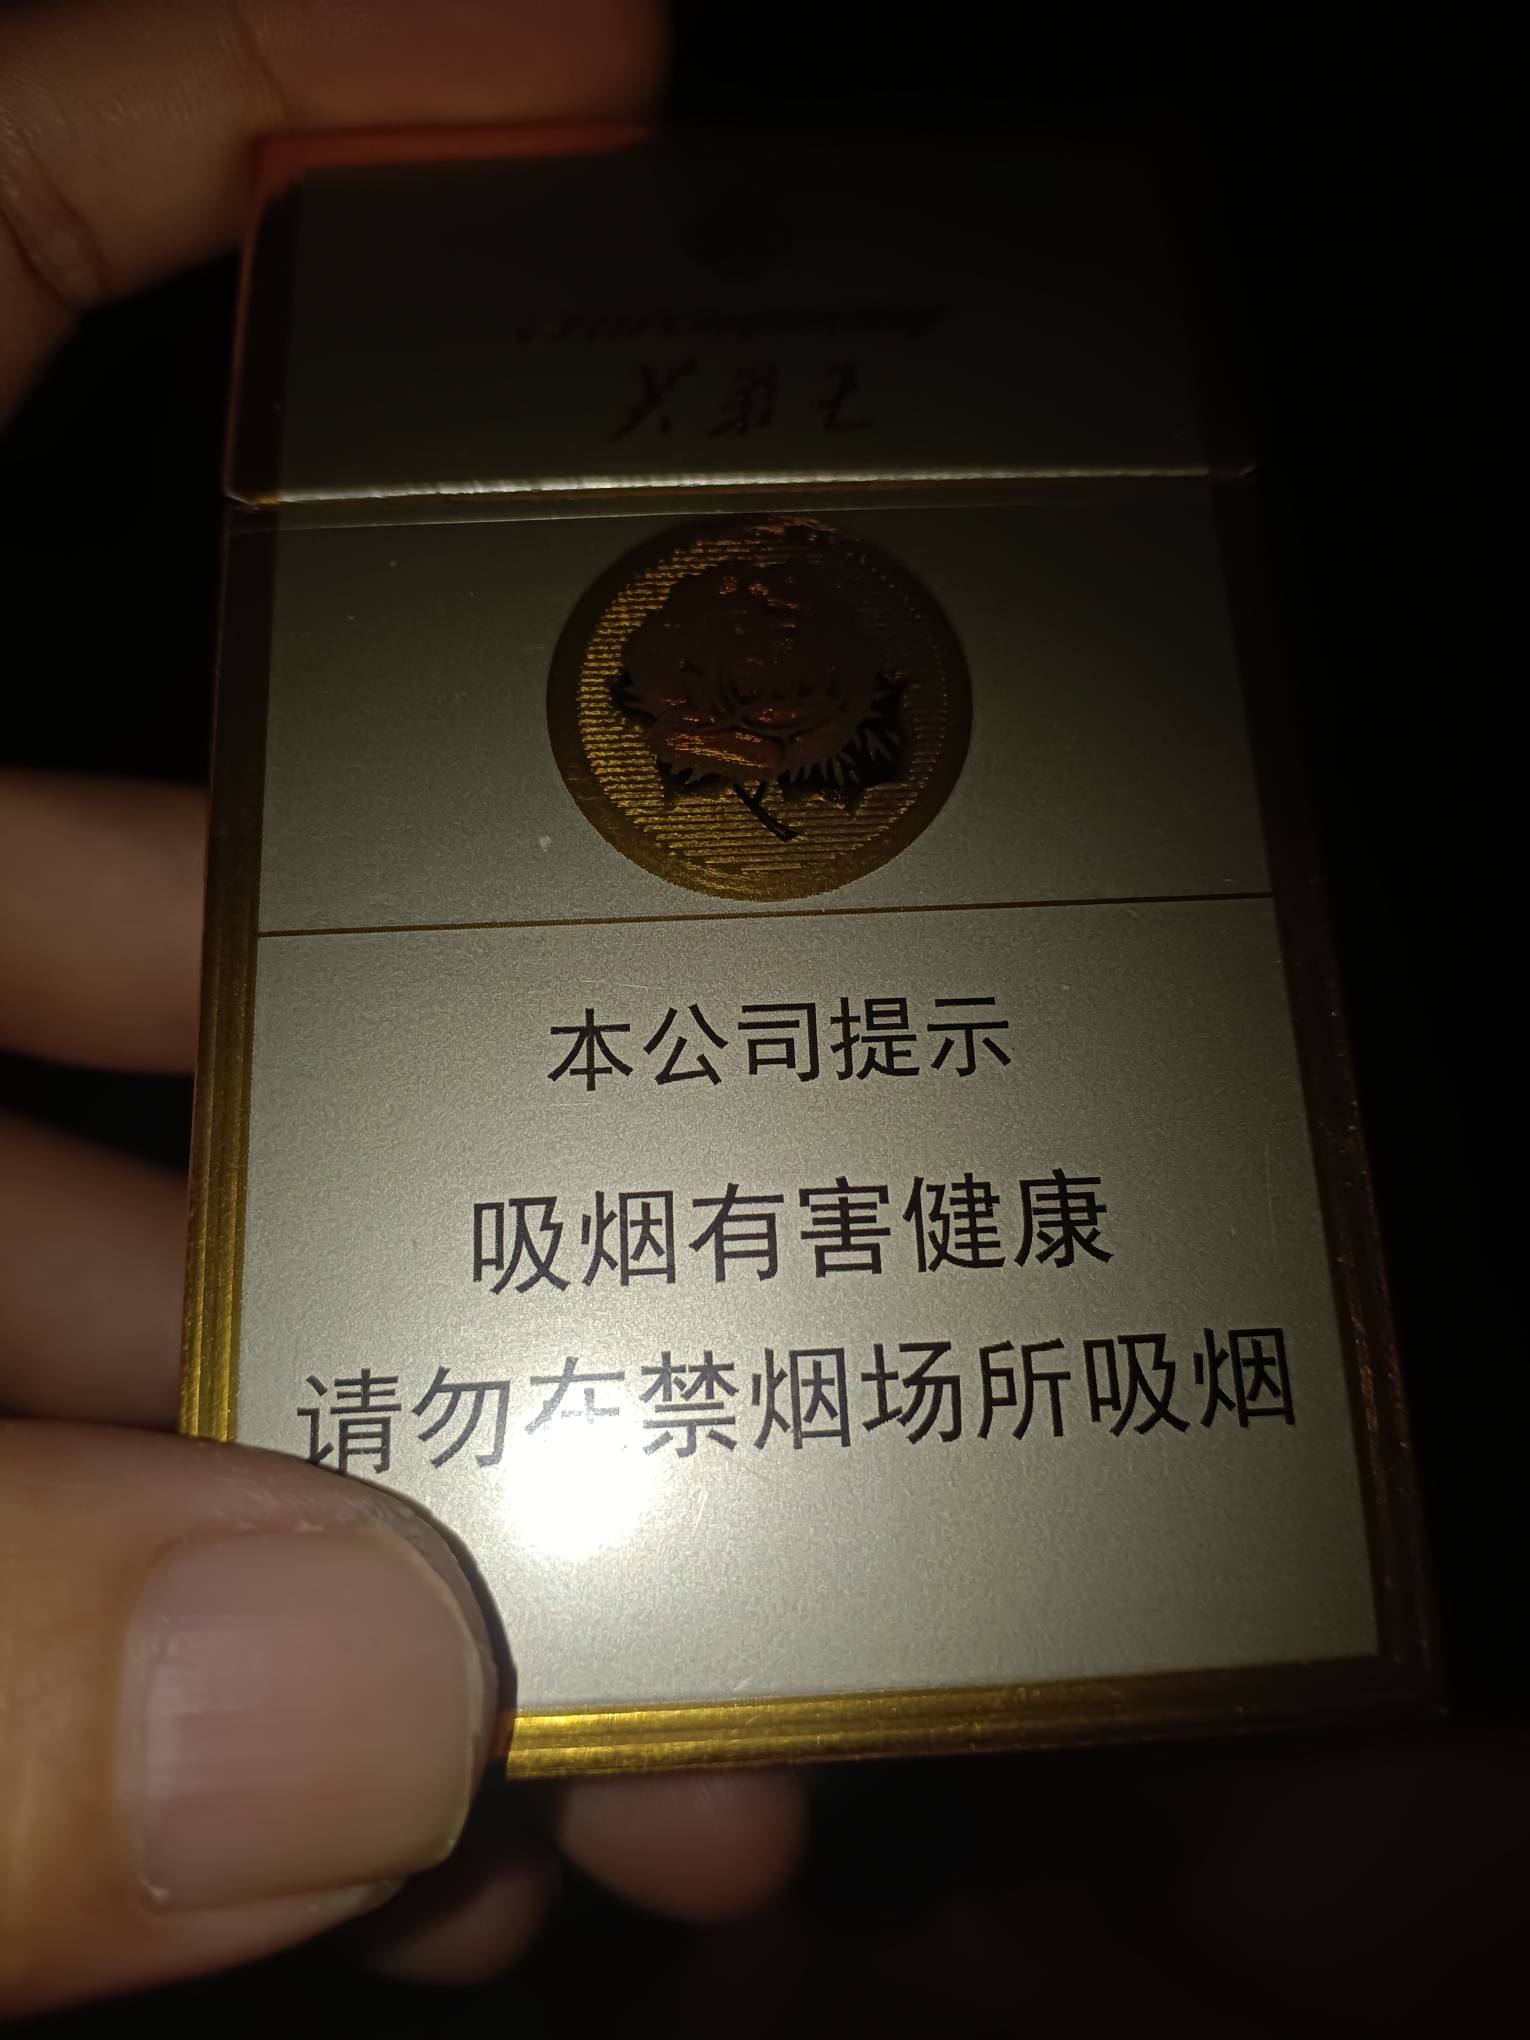 本公司提示
吸烟有害健康
请勿在禁烟场所吸烟